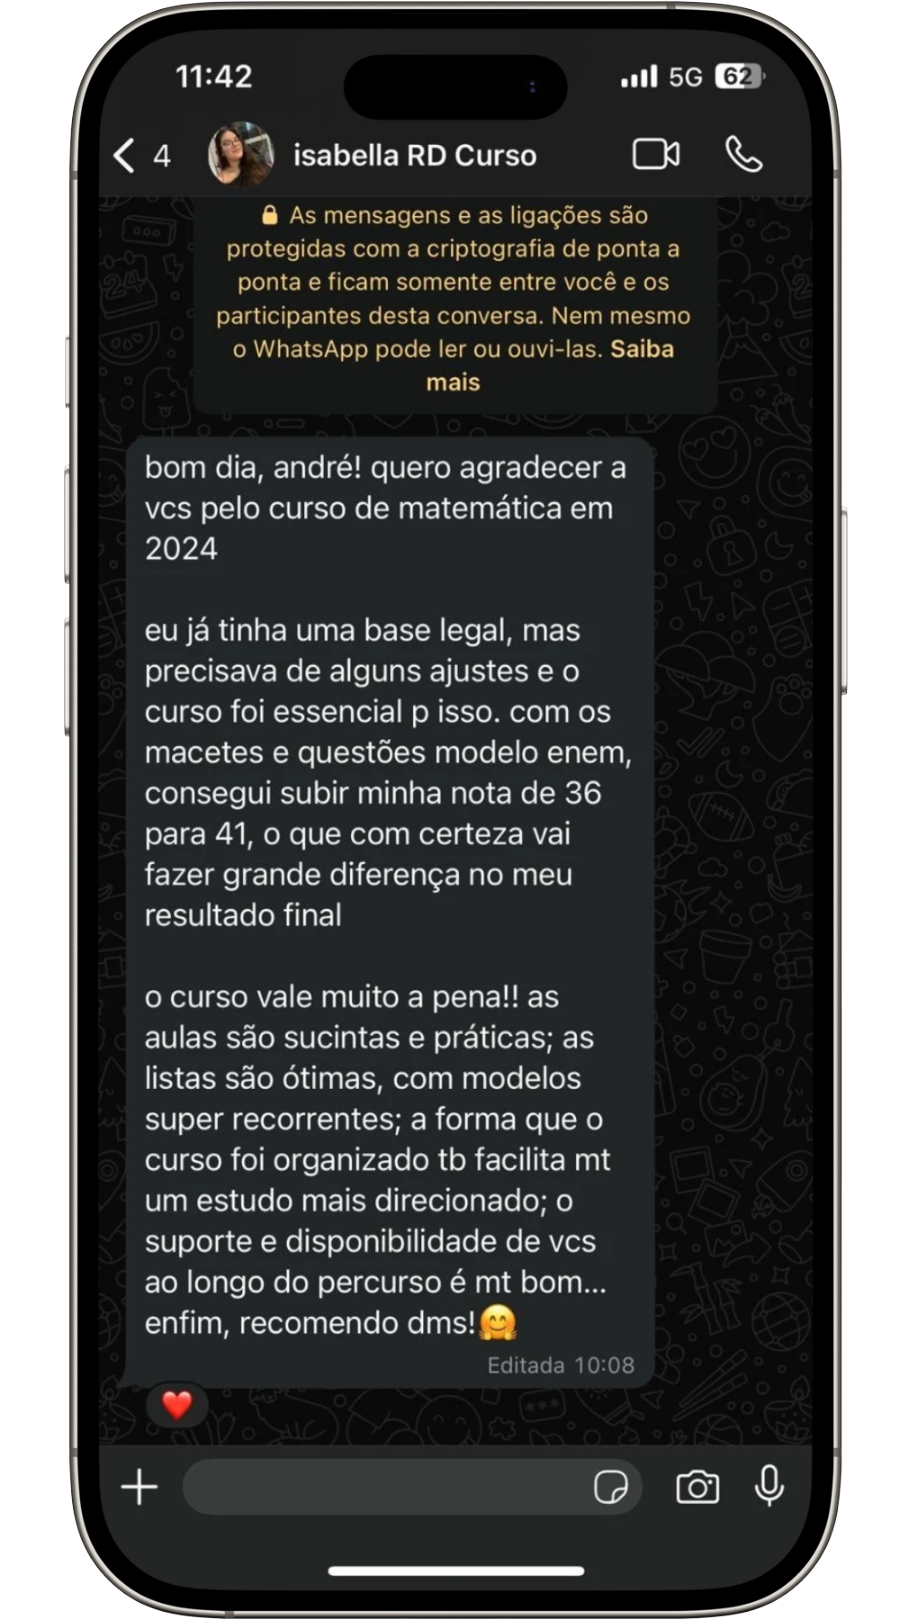 11:42
5G
62
4
isabella RD Curso
As mensagens e as ligações são
protegidas com a criptografia de ponta a
ponta e ficam somente entre você e os
participantes desta conversa. Nem mesmo
o WhatsApp pode ler ou ouvi-las. Saiba
mais
bom dia, andré! quero agradecer a
vcs pelo curso de matemática em
2024
eu já tinha uma base legal, mas
precisava de alguns ajustes e o
curso foi essencial p isso. com os
macetes e questões modelo enem,
consegui subir minha nota de 36
para 41, o que com certeza vai
fazer grande diferença no meu
resultado final
o curso vale muito a pena!! as
aulas são sucintas e práticas; as
listas são ótimas, com modelos
super recorrentes; a forma que o
curso foi organizado tb facilita mt
um estudo mais direcionado; o
suporte e disponibilidade de vcs
ao longo do percurso é mt bom...
enfim, recomendo dms!🤗
Editada 10:08